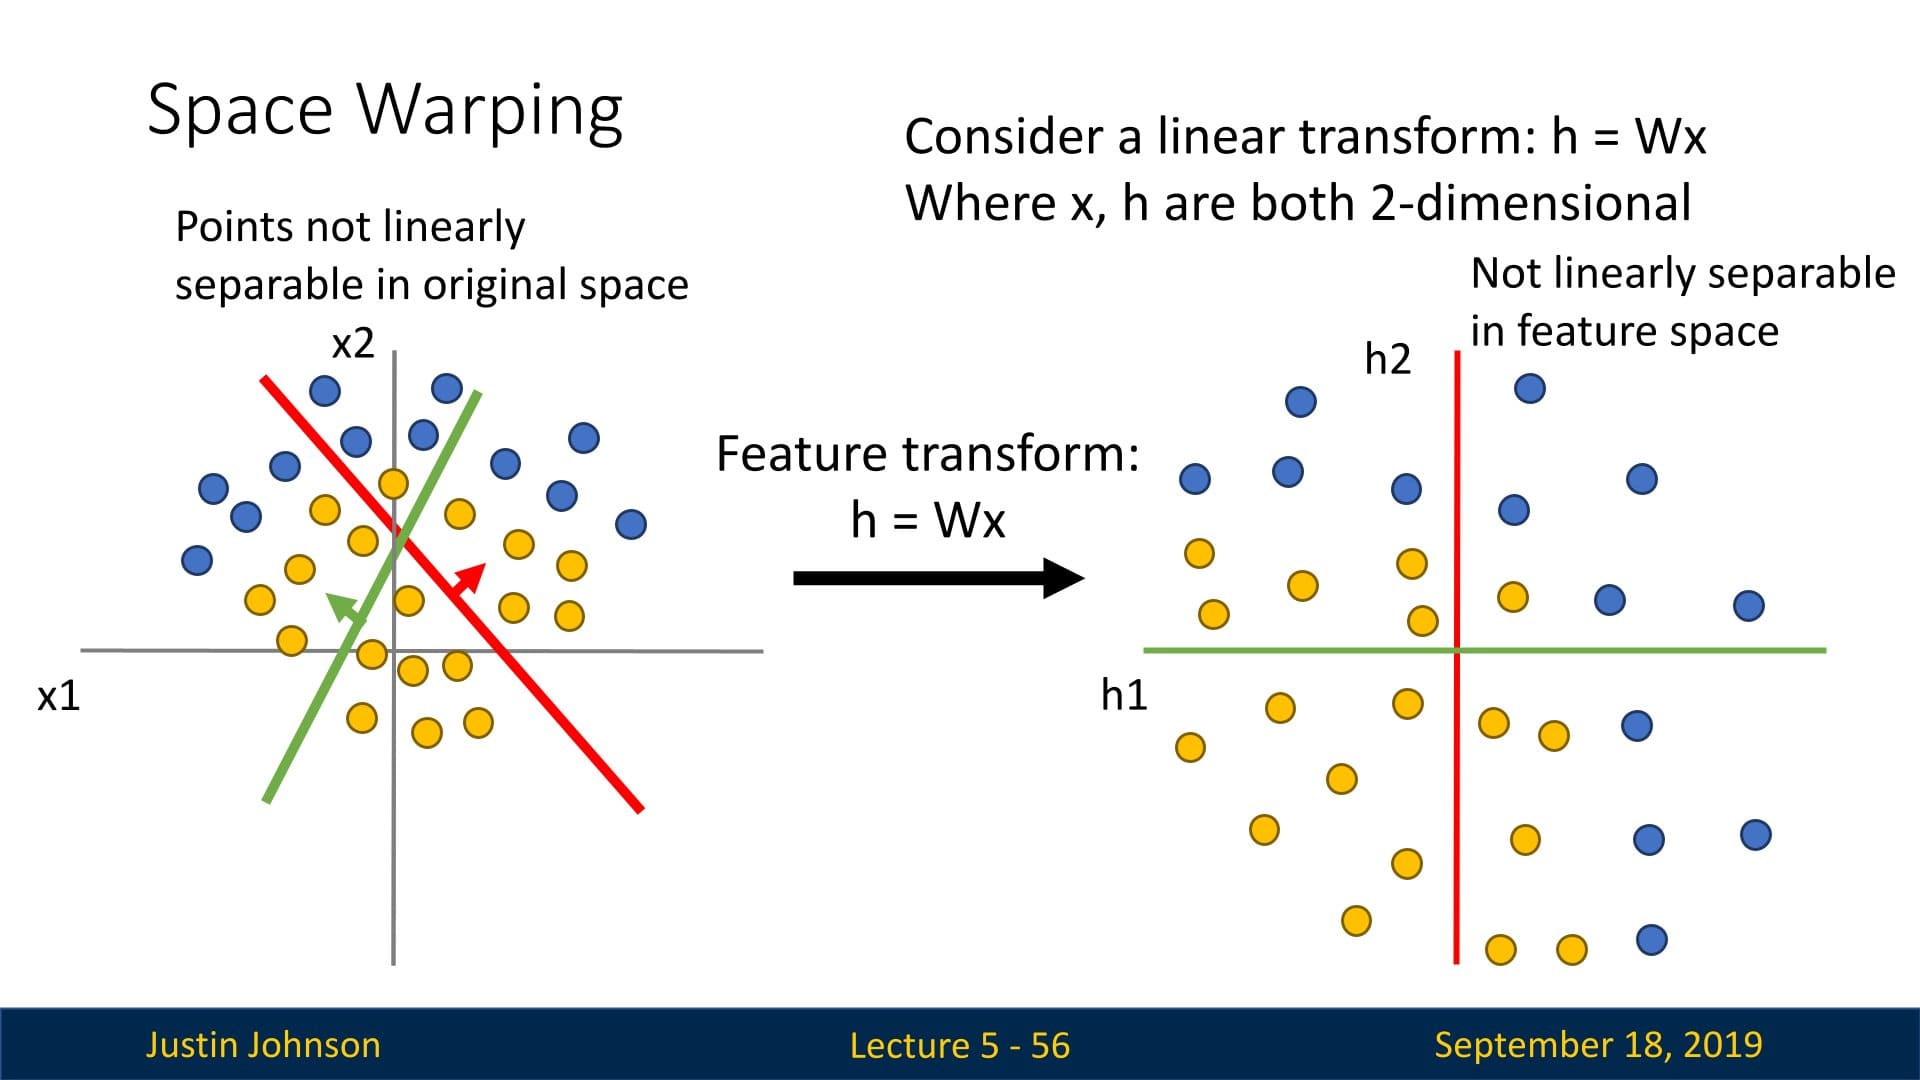 Space Warping
Consider a linear transform: h = Wx
Where x, h are both 2-dimensional
Points not linearly
separable in original space
x2
x1
Feature transform:
h = Wx
Not linearly separable
in feature space
h2
h1
Justin Johnson
Lecture 5 - 56
September 18, 2019